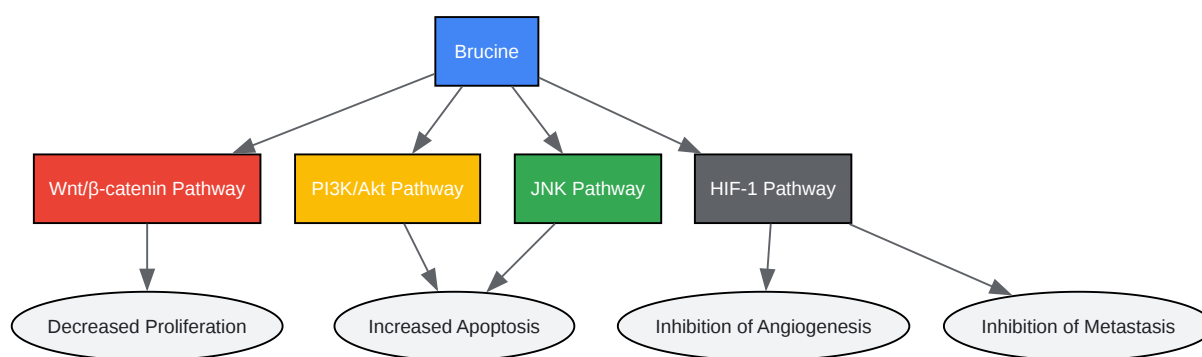 Brucine
Wnt/β-catenin Pathway
PI3K/Akt Pathway
JNK Pathway
HIF-1 Pathway
Decreased Proliferation
Increased Apoptosis
Inhibition of Angiogenesis
Inhibition of Metastasis